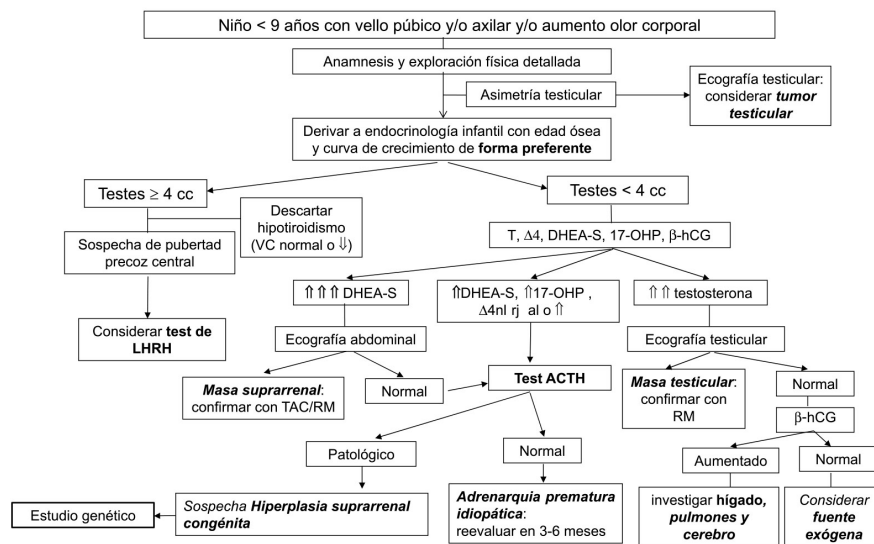 Niño < 9 años con vello púbico y/o axilar y/o aumento olor corporal
Anamnesis y exploración física detallada
Asimetría testicular
Ecografía testicular:
considerar tumor
testicular
Derivar a endocrinología infantil con edad ósea
y curva de crecimiento de forma preferente
Testes ≥ 4 cc
Testes < 4 cc
Descartar
hipotiroidismo
(VC normal o ⇓)
Sospecha de pubertad
precoz central
T, Δ4, DHEA-S, 17-OHP, β-hCG
⇑⇑⇑DHEA-S
⇑DHEA-S, ⇑17-OHP ,
Δ4nl rj al o ⇑
⇑⇑ testosterona
Considerar test de
LHRH
Ecografía abdominal
Ecografía testicular
Masa suprarrenal:
confirmar con TAC/RM
Normal
Test ACTH
Masa testicular:
confirmar con
RM
Normal
β-hCG
Patológico
Normal
Aumentado
Normal
Estudio genético
Sospecha Hiperplasia suprarrenal
congénita
Adrenarquia prematura
idiopática:
reevaluar en 3-6 meses
investigar hígado,
pulmones y
cerebro
Considerar
fuente
exógena